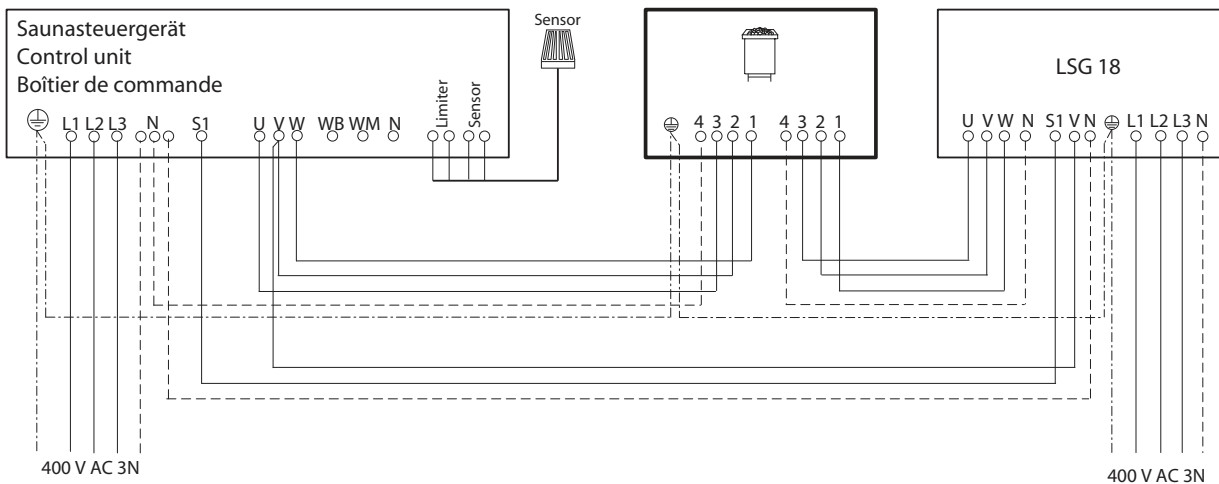 Saunasteuergerät
Control unit
Boîtier de commande
L1 L2 L3 N S1 U V W WB WM N
Limiter
Sensor
Sensor
4 3 2 1 4 3 2 1
LSG 18
U V W N S1 V N L1 L2 L3 N
400 V AC 3N
400 V AC 3N